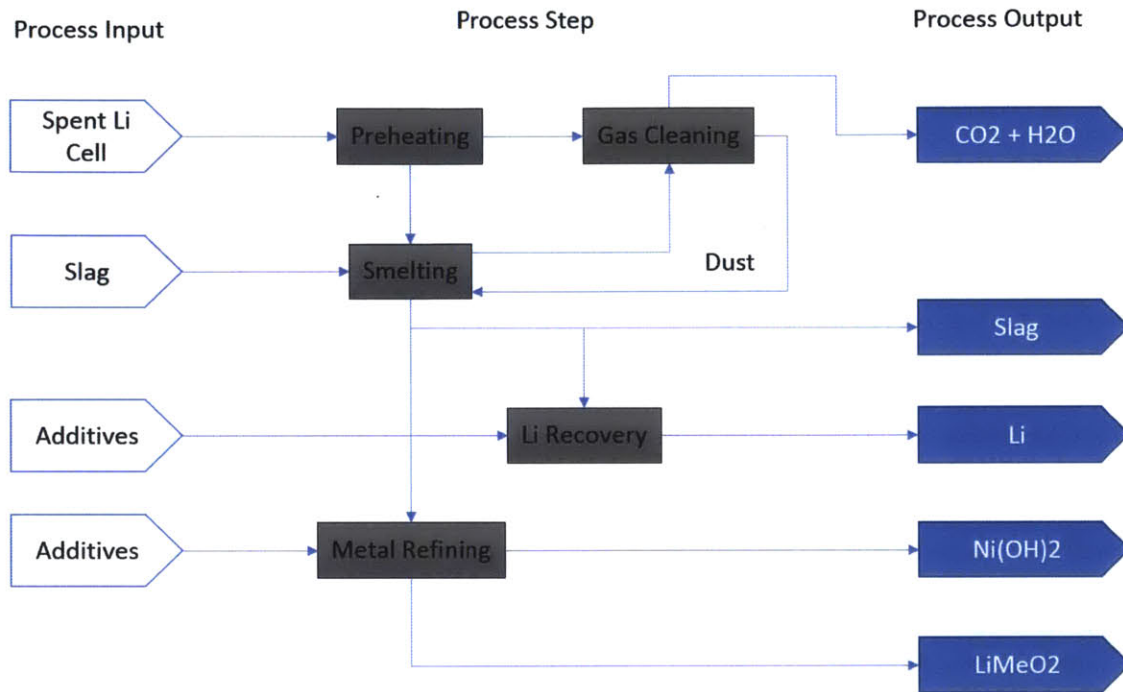 Process Input
Process Step
Process Output
Spent Li
Cell
Preheating
Gas Cleaning
CO2 + H2O
Slag
Smelting
Dust
Slag
Additives
Li Recovery
Li
Additives
Metal Refining
Ni(OH)2
LiMeO2